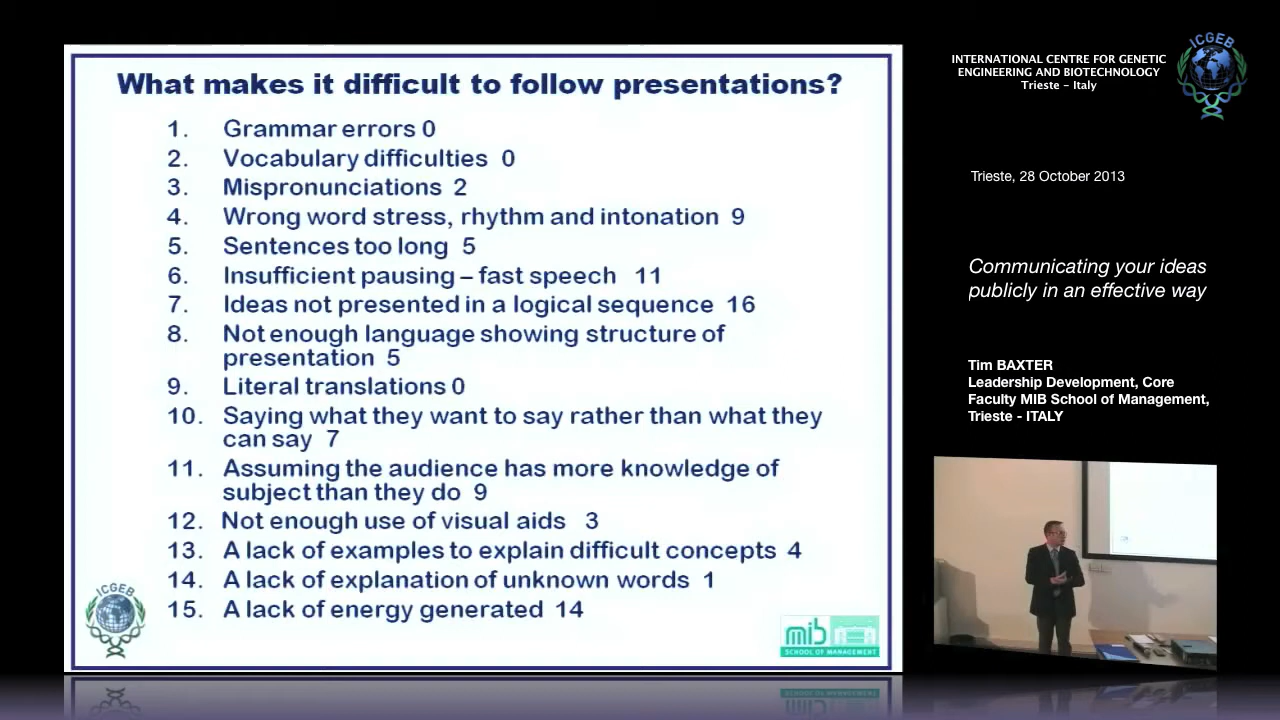 What makes it difficult to follow presentations?
1. Grammar errors 0
2. Vocabulary difficulties 0
3. Mispronunciations 2
4. Wrong word stress, rhythm and intonation 9
5. Sentences too long 5
6. Insufficient pausing – fast speech 11
7. Ideas not presented in a logical sequence 16
8. Not enough language showing structure of
presentation 5
9. Literal translations 0
10. Saying what they want to say rather than what they
can say 7
11. Assuming the audience has more knowledge of
subject than they do 9
12. Not enough use of visual aids 3
13. A lack of examples to explain difficult concepts 4
14. A lack of explanation of unknown words 1
15. A lack of energy generated 14
ICGEB
mib
SCHOOL OF MANAGEMENT
INTERNATIONAL CENTRE FOR GENETIC
ENGINEERING AND BIOTECHNOLOGY
Trieste - Italy
ICGEB
Trieste, 28 October 2013
Communicating your ideas
publicly in an effective way
Tim BAXTER
Leadership Development, Core
Faculty MIB School of Management,
Trieste - ITALY